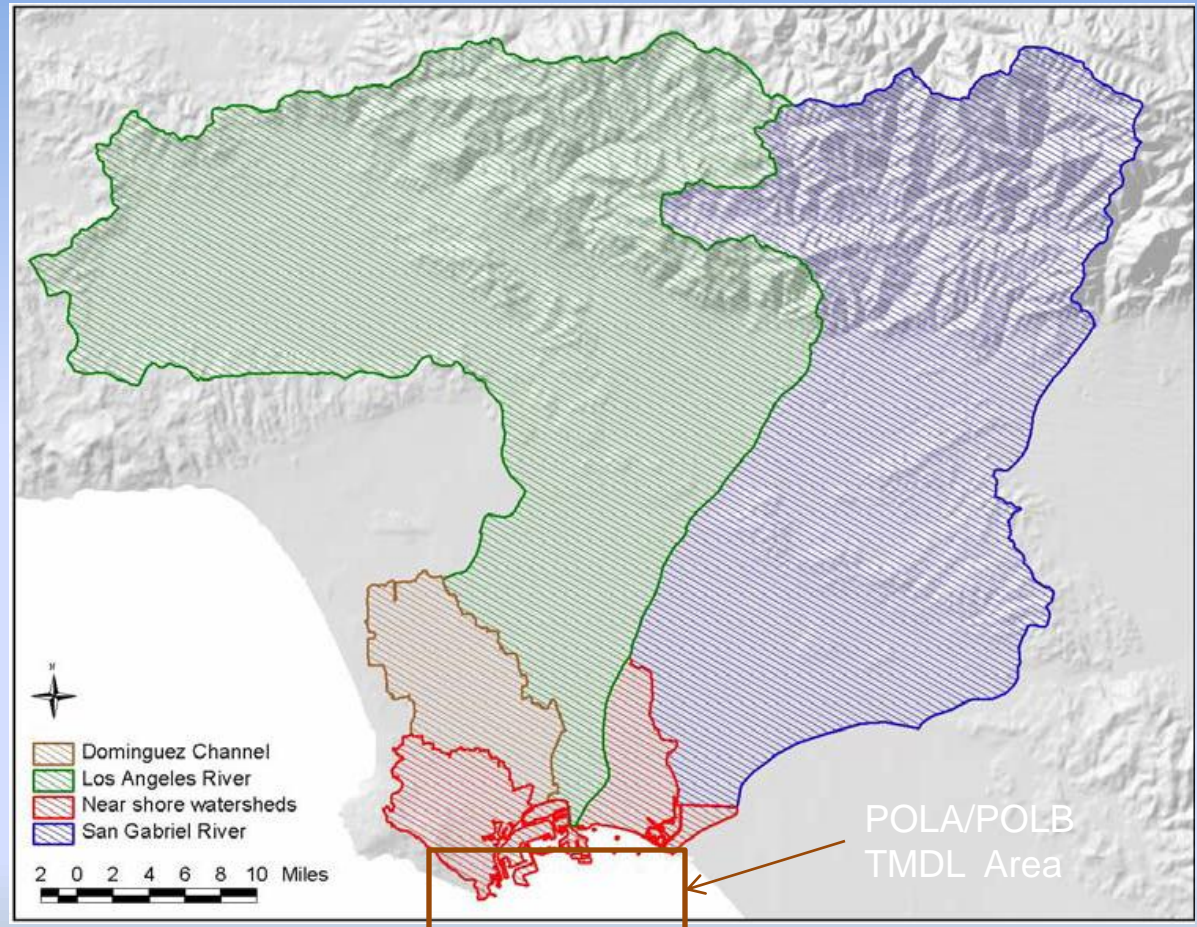 N
Dominguez Channel
Los Angeles River
Near shore watersheds
San Gabriel River
2 0 2 4 6 8 10 Miles
POLA/POLB
TMDL Area